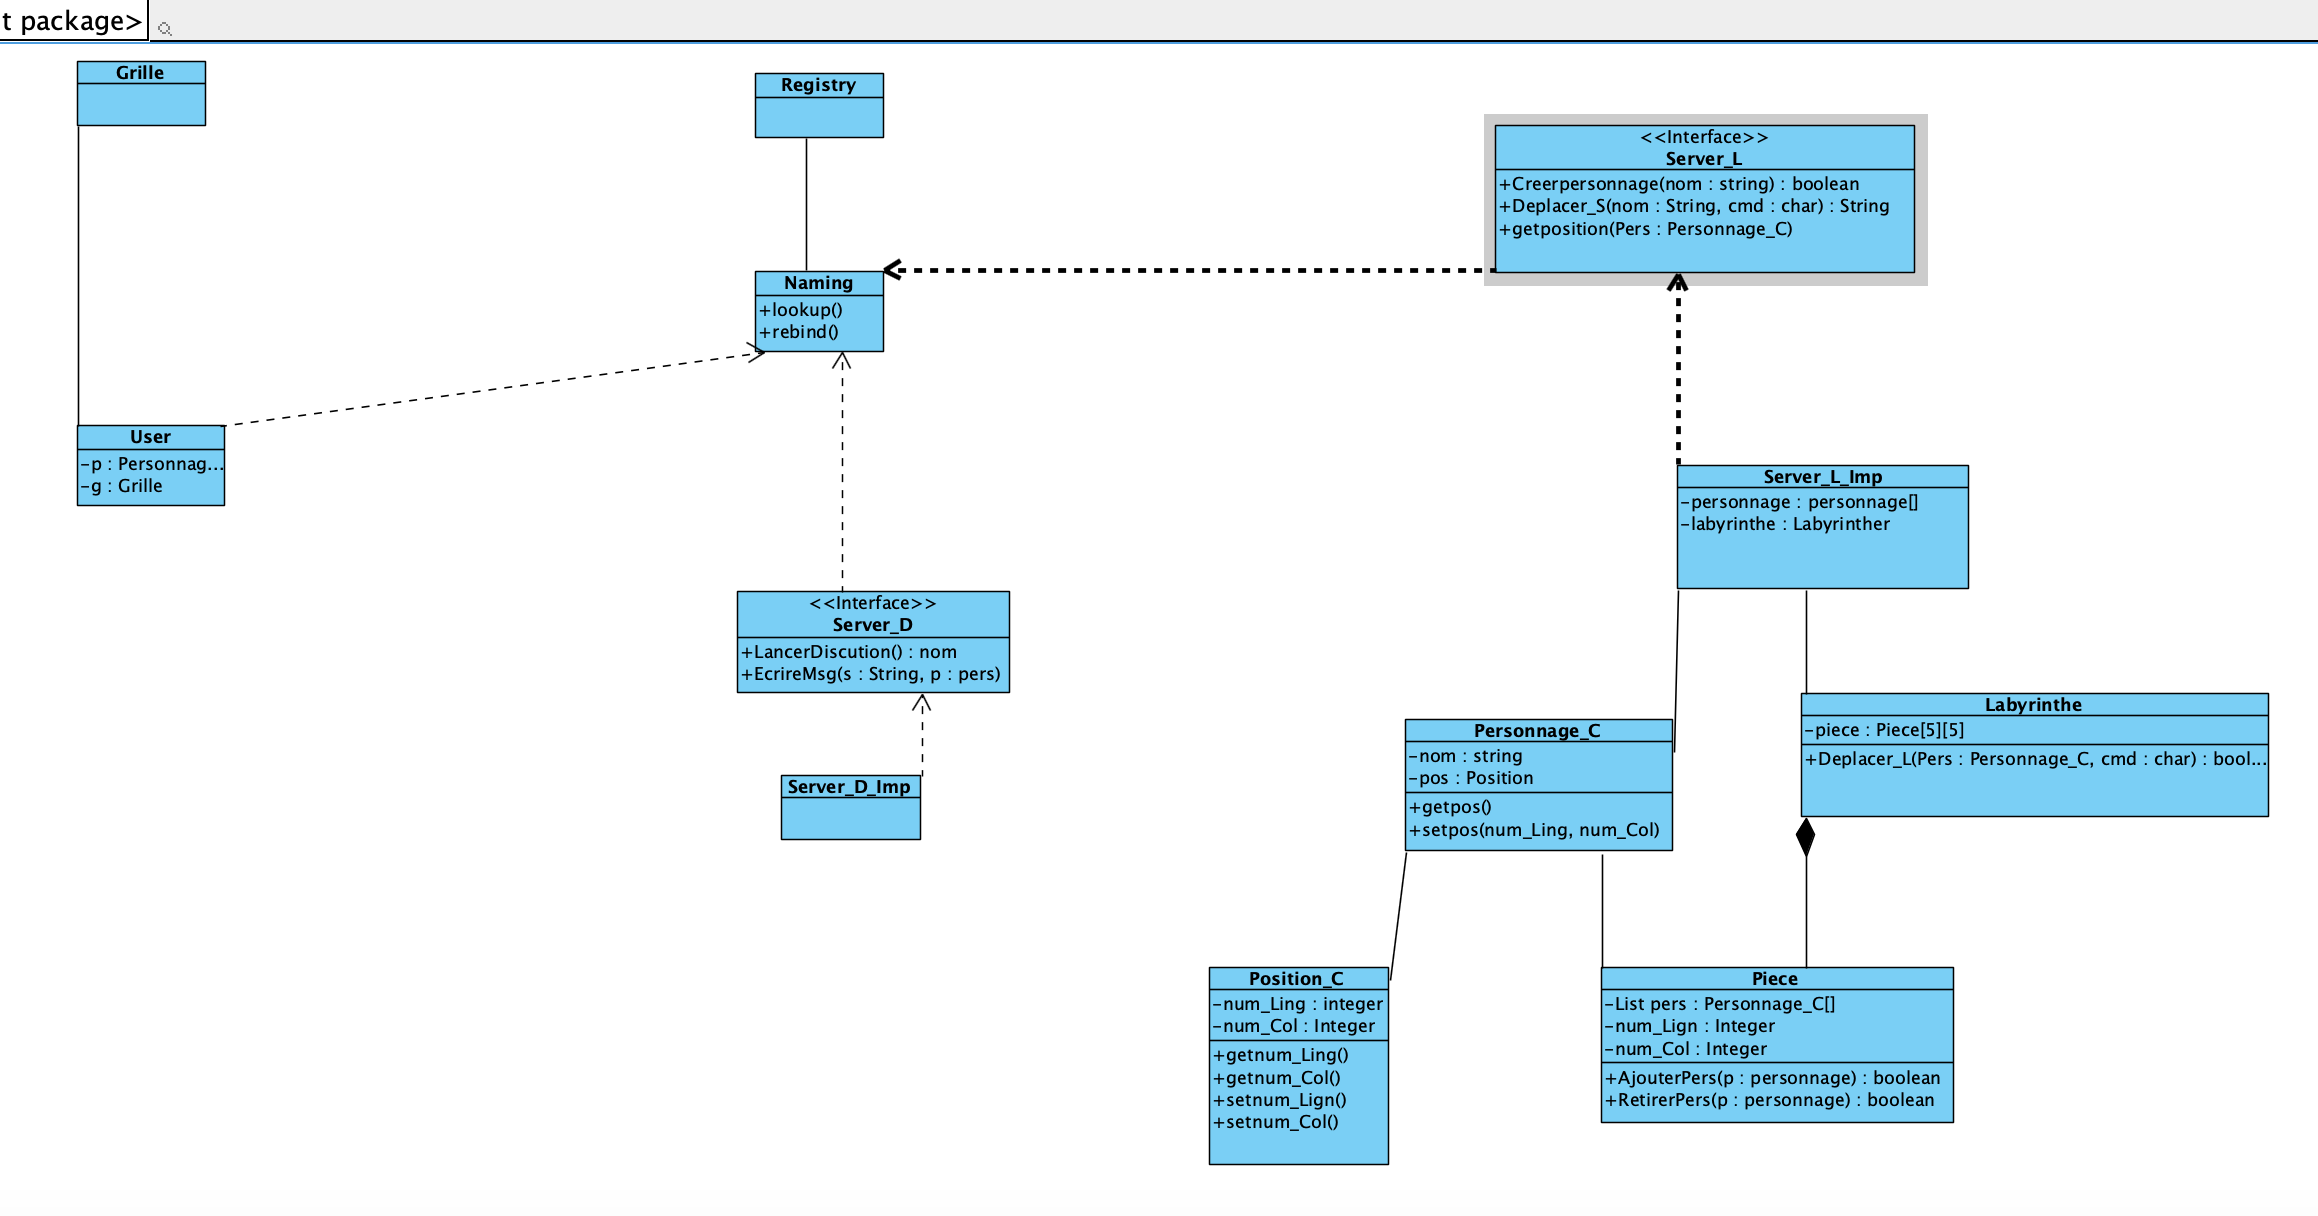 t package>
Grille
Registry
<<Interface>>
Server_L
+Creerpersonnage(nom : string) : boolean
+Deplacer_S(nom : String, cmd : char) : String
+getposition(Pers : Personnage_C)
Naming
+lookup()
+rebind()
User
-p : Personnag...
-g : Grille
Server_L_Imp
-personnage : personnage[]
-labyrinthe : Labyrinther
<<Interface>>
Server_D
+LancerDiscution() : nom
+EcrireMsg(s : String, p : pers)
Labyrinthe
-piece : Piece[5][5]
+Deplacer_L(Pers : Personnage_C, cmd : char) : bool...
Personnage_C
-nom : string
-pos : Position
+getpos()
+setpos(num_Ling, num_Col)
Server_D_Imp
Position_C
-num_Ling : integer
-num_Col : Integer
+getnum_Ling()
+getnum_Col()
+setnum_Lign()
+setnum_Col()
Piece
-List pers : Personnage_C[]
-num_Lign : Integer
-num_Col : Integer
+AjouterPers(p : personnage) : boolean
+RetirerPers(p : personnage) : boolean